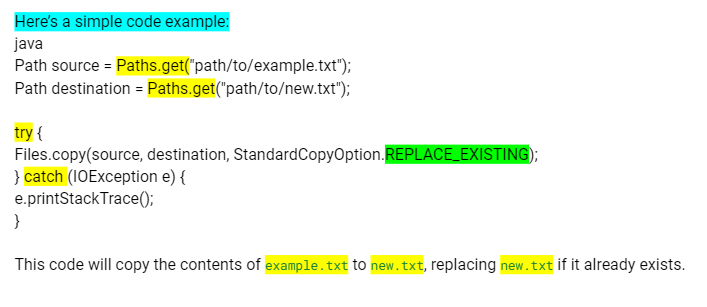 Here’s a simple code example:
java
Path source = Paths.get("path/to/example.txt");
Path destination = Paths.get("path/to/new.txt");
try {
Files.copy(source, destination, StandardCopyOption.REPLACE_EXISTING);
} catch (IOException e) {
e.printStackTrace();
}
This code will copy the contents of example.txt to new.txt, replacing new.txt if it already exists.